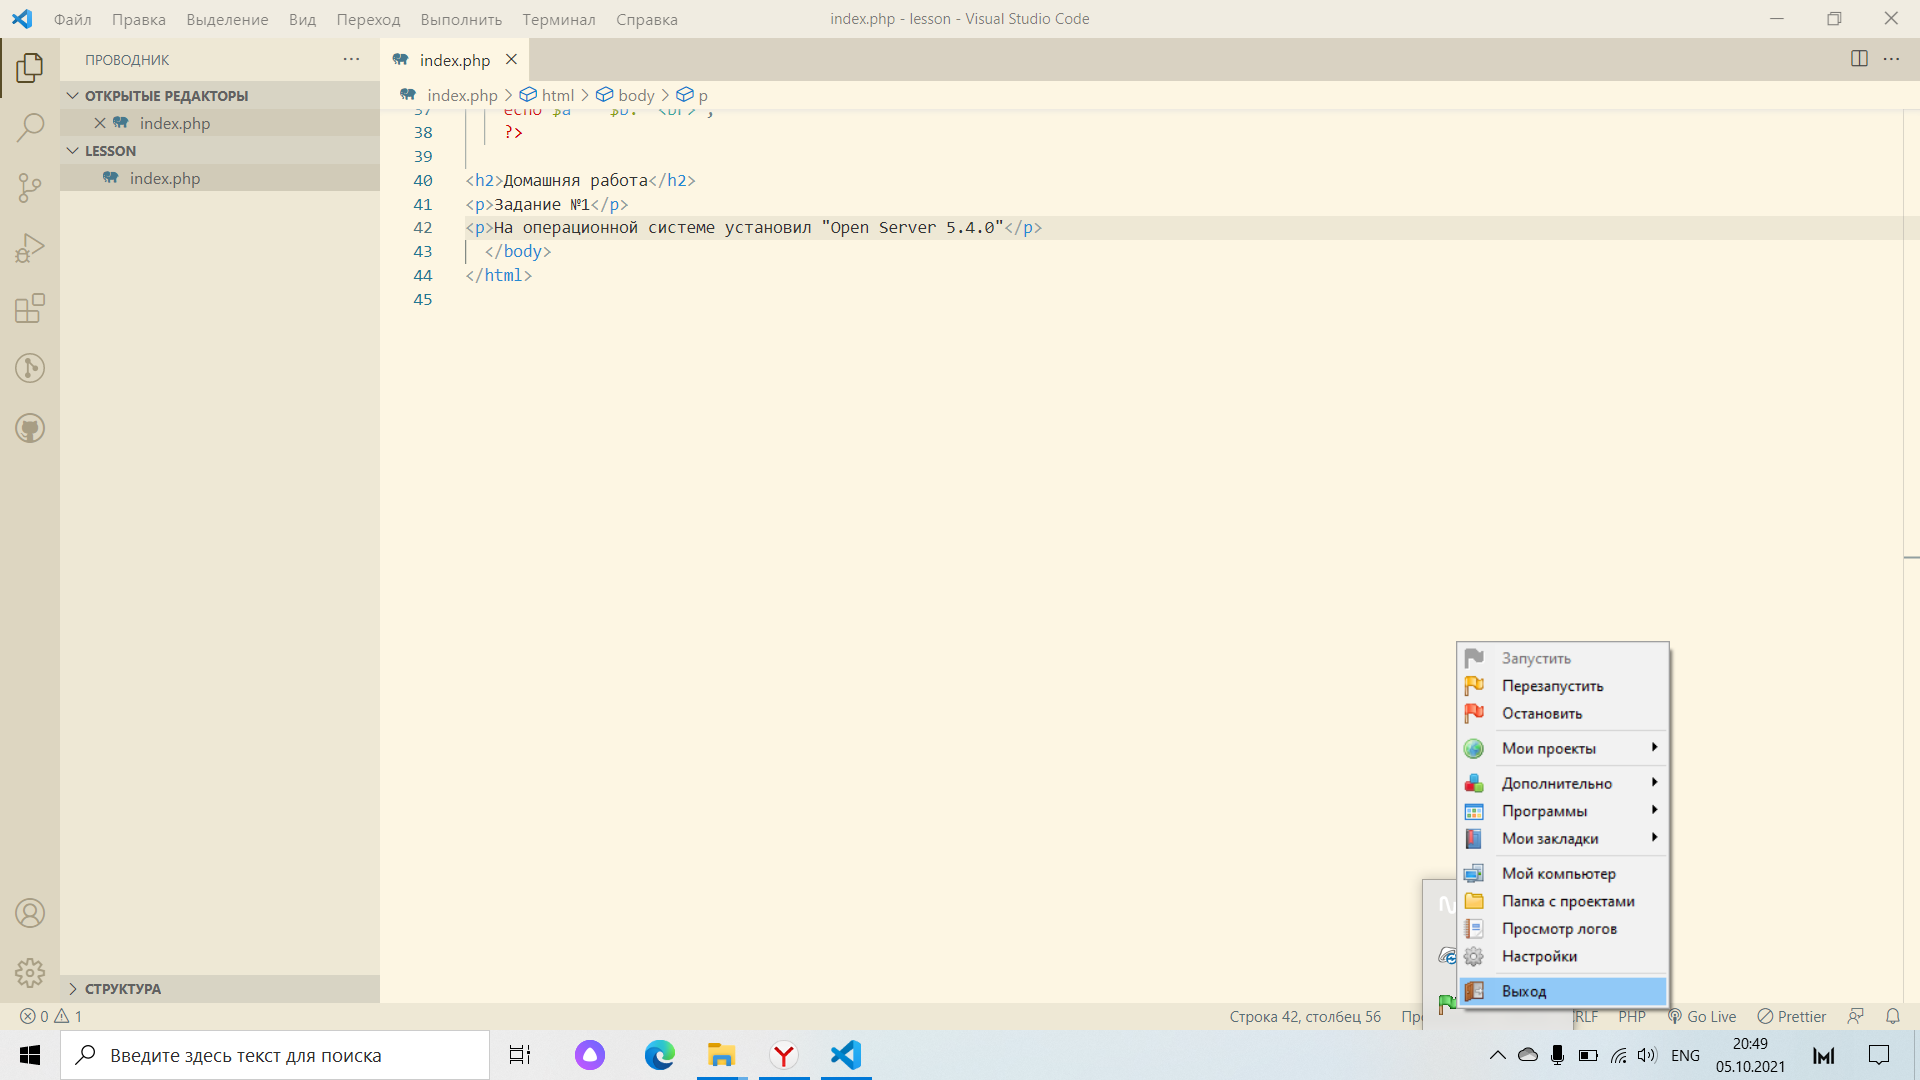 Файл Правка Выделение Вид Переход Выполнить Терминал Справка
index.php - lesson - Visual Studio Code
ПРОВОДНИК
index.php
ОТКРЫТЫЕ РЕДАКТОРЫ
index.php
LESSON
index.php
СТРУКТУРА
index.php > html > body > p
37 echo $a $b. "<br>";
38 ?>
39
40 <h2>Домашняя работа</h2>
41 <p>Задание №1</p>
42 <p>На операционной системе установил "Open Server 5.4.0"</p>
43 </body>
44 </html>
45
Запустить
Перезапустить
Остановить
Мои проекты
Дополнительно
Программы
Мои закладки
Мой компьютер
Папка с проектами
Просмотр логов
Настройки
Выход
0 1
Строка 42, столбец 56 RLF PHP Go Live Prettier
Введите здесь текст для поиска
ENG
20:49
05.10.2021